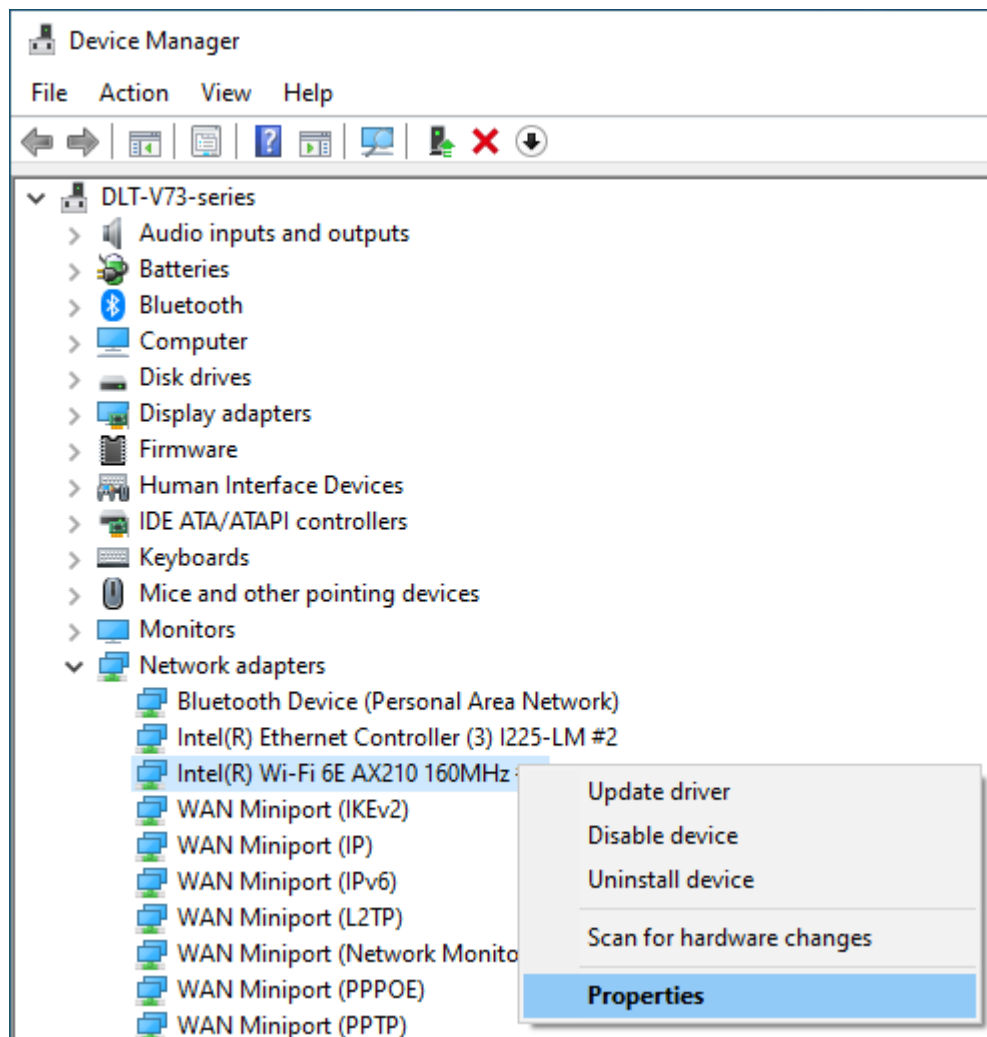 Device Manager
File Action View Help
DLT-V73-series
Audio inputs and outputs
Batteries
Bluetooth
Computer
Disk drives
Display adapters
Firmware
Human Interface Devices
IDE ATA/ATAPI controllers
Keyboards
Mice and other pointing devices
Monitors
Network adapters
Bluetooth Device (Personal Area Network)
Intel(R) Ethernet Controller (3) I225-LM #2
Intel(R) Wi-Fi 6E AX210 160MHz
WAN Miniport (IKEv2)
WAN Miniport (IP)
WAN Miniport (IPv6)
WAN Miniport (L2TP)
WAN Miniport (Network Monito
WAN Miniport (PPPOE)
WAN Miniport (PPTP)
Update driver
Disable device
Uninstall device
Scan for hardware changes
Properties